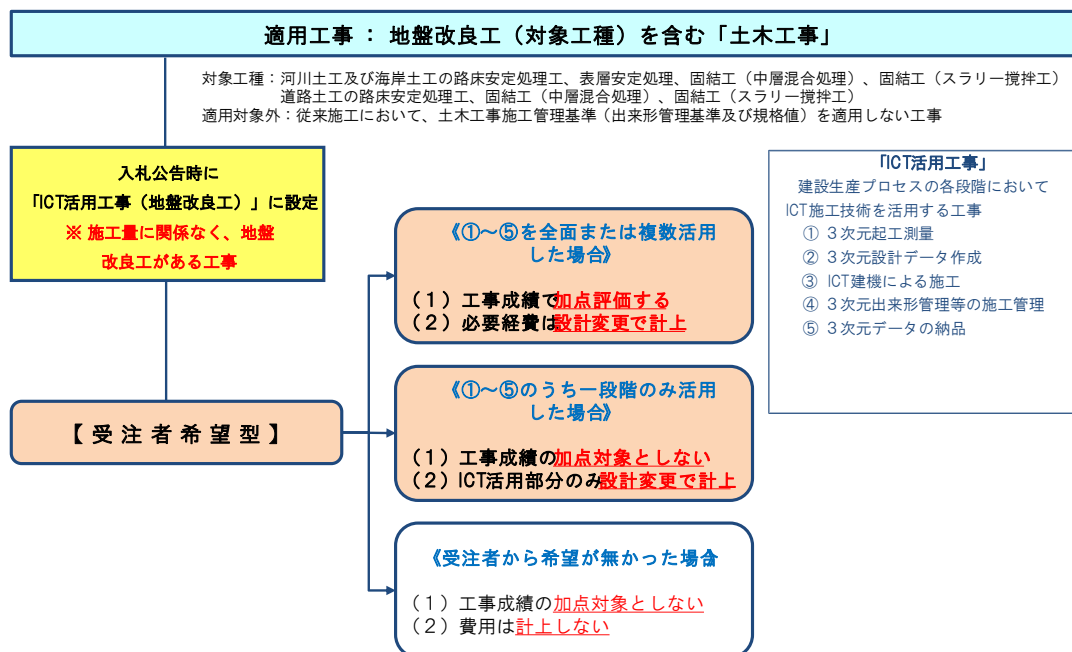 適用工事 ： 地盤改良工（対象工種）を含む「土木工事」
対象工種：河川土工及び海岸土工の路床安定処理工、表層安定処理、固結工（中層混合処理）、固結工（スラリー撹拌工）
道路土工の路床安定処理工、固結工（中層混合処理）、固結工（スラリー撹拌工）
適用対象外：従来施工において、土木工事施工管理基準（出来形管理基準及び規格値）を適用しない工事
入札公告時に
「ICT活用工事（地盤改良工）」に設定
※ 施工量に関係なく、地盤
改良工がある工事
【 受 注 者 希 望 型 】
《①～⑤を全面または複数活用
した場合》
（１）工事成績で加点評価する
（２）必要経費は設計変更で計上
《①～⑤のうち一段階のみ活用
した場合》
（１）工事成績の加点対象としない
（２）ICT活用部分のみ設計変更で計上
《受注者から希望が無かった場合》
（１）工事成績の加点対象としない
（２）費用は計上しない
「ICT活用工事」
建設生産プロセスの各段階において
ICT施工技術を活用する工事
① ３次元起工測量
② ３次元設計データ作成
③ ICT建機による施工
④ ３次元出来形管理等の施工管理
⑤ ３次元データの納品